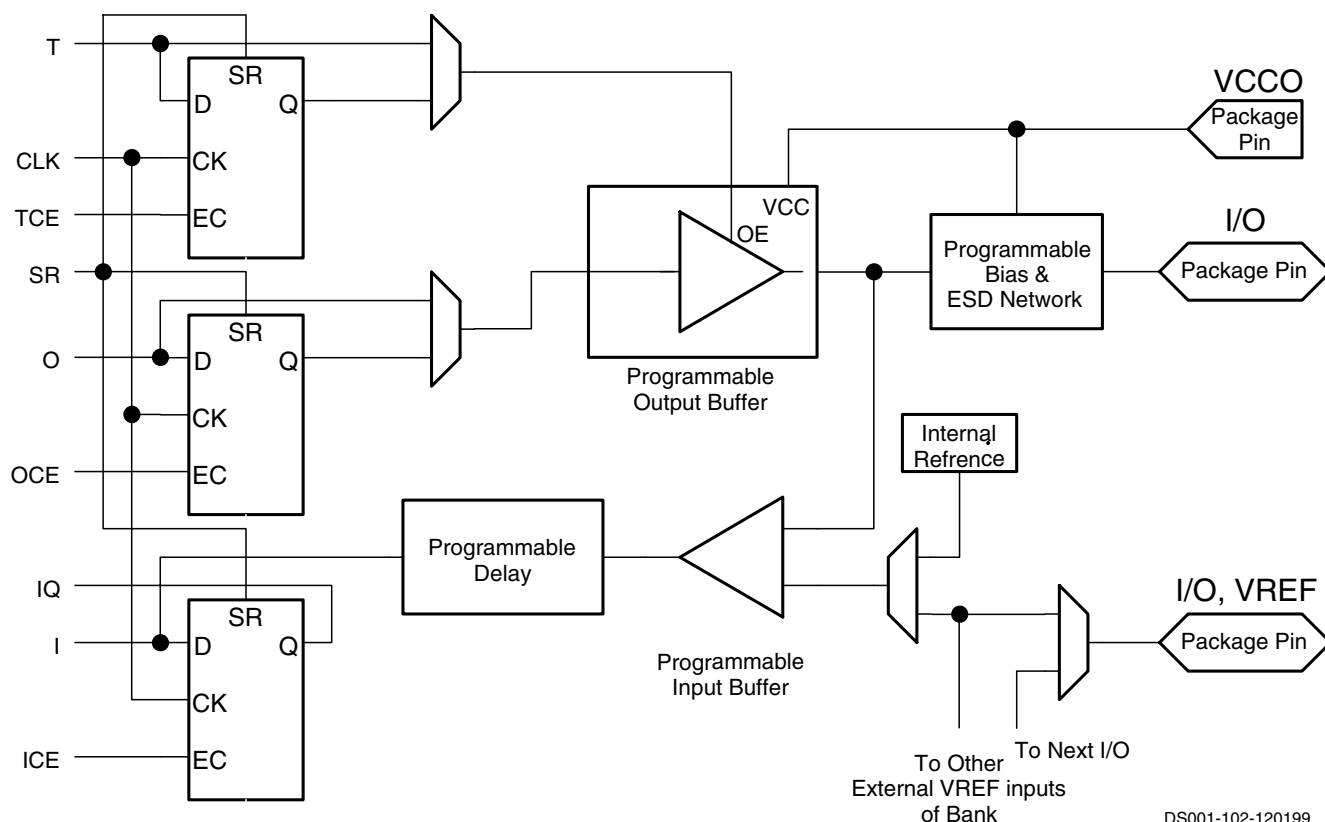 T
SR
D
Q
CLK
CK
TCE
EC
VCCO
Package
Pin
VCC
OE
I/O
Programmable
Bias &
ESD Network
Package Pin
SR
SR
O
D
Q
CK
OCE
EC
Programmable
Output Buffer
Internal
Refrence
Programmable
Delay
IQ
SR
I
D
Q
CK
ICE
EC
Programmable
Input Buffer
I/O, VREF
Package Pin
To Other
External VREF inputs
of Bank
To Next I/O
DS001-102-120199